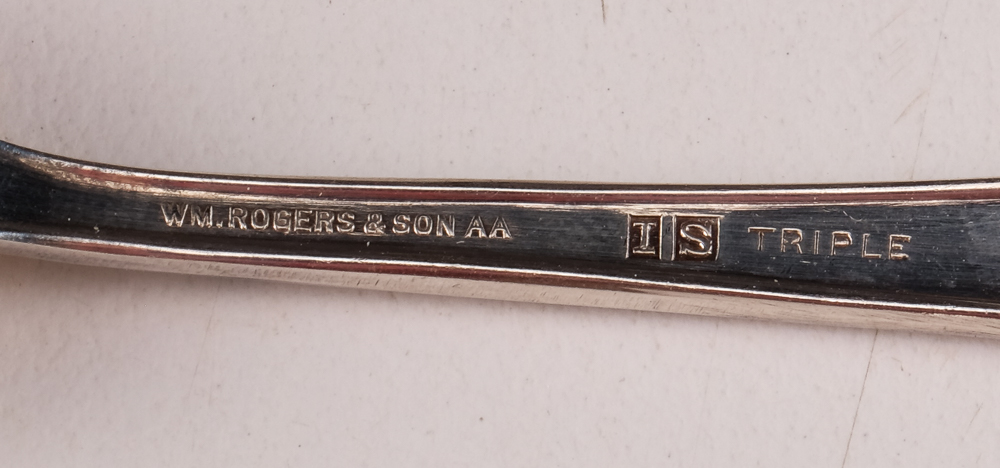 WM. ROGERS & SON AA IS TRIPLE